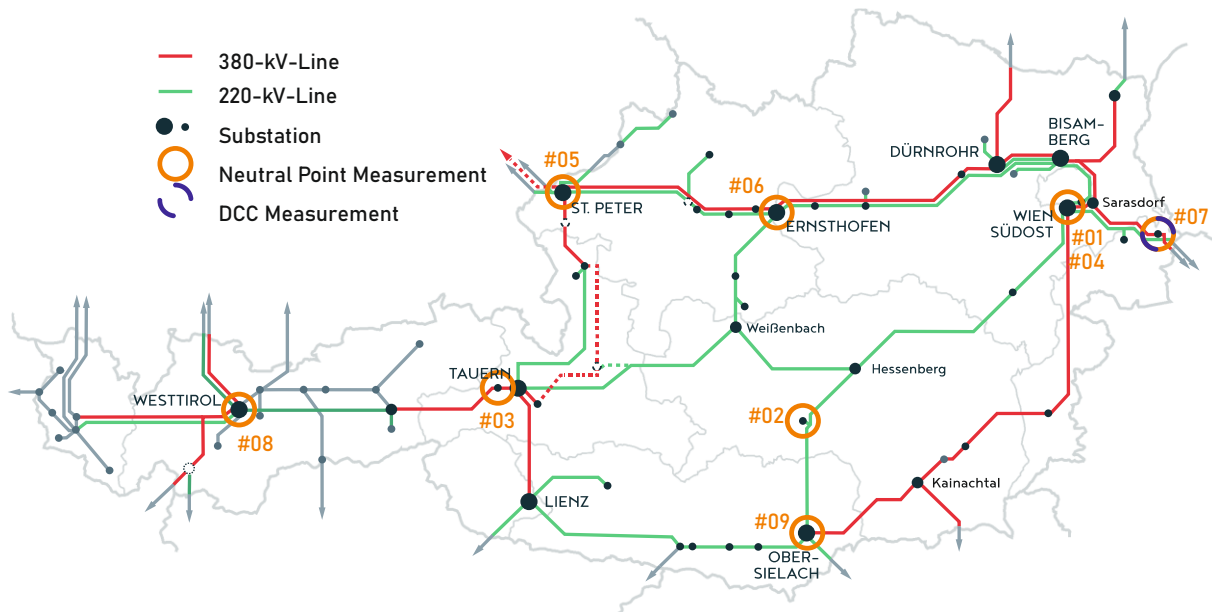 380-kV-Line
220-kV-Line
Substation
Neutral Point Measurement
DCC Measurement
#05
ST. PETER
#06
ERNSTHOFEN
DÜRNROHR
BISAM-
BERG
Sarasdorf
WIEN
SÜDOST
#01
#04
#07
Weißenbach
Hessenberg
TAUERN
#03
WESTTIROL
#08
#02
LIENZ
Kainachtal
#09
OBER-
SIELACH